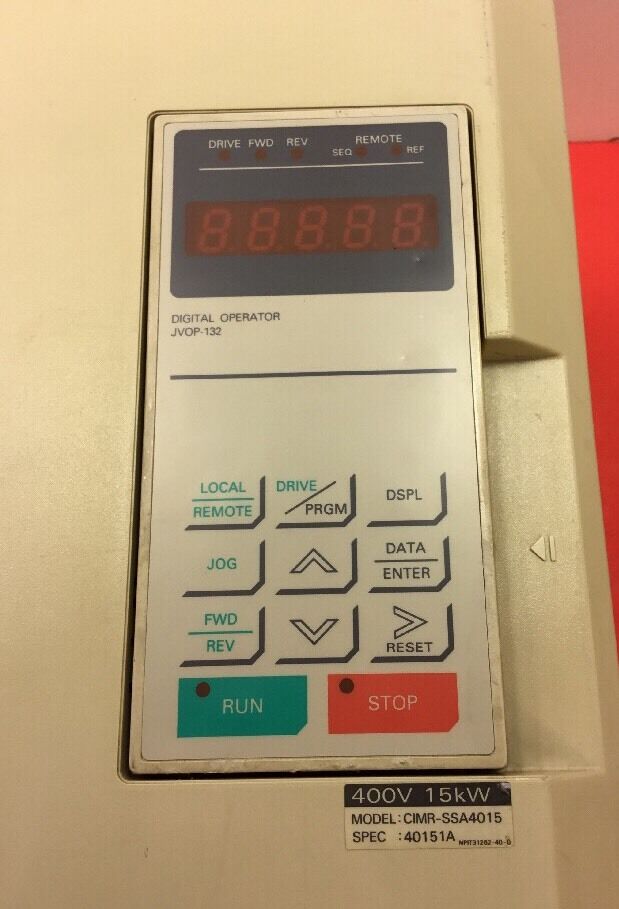 DRIVE FWD REV REMOTE
SEQ REF
88888
DIGITAL OPERATOR
JVOP-132
LOCAL
REMOTE
DRIVE
PRGM
DSPL
JOG
DATA
ENTER
FWD
REV
RESET
RUN
STOP
400V 15kW
MODEL:CIMR-SSA4015
SPEC :40151A